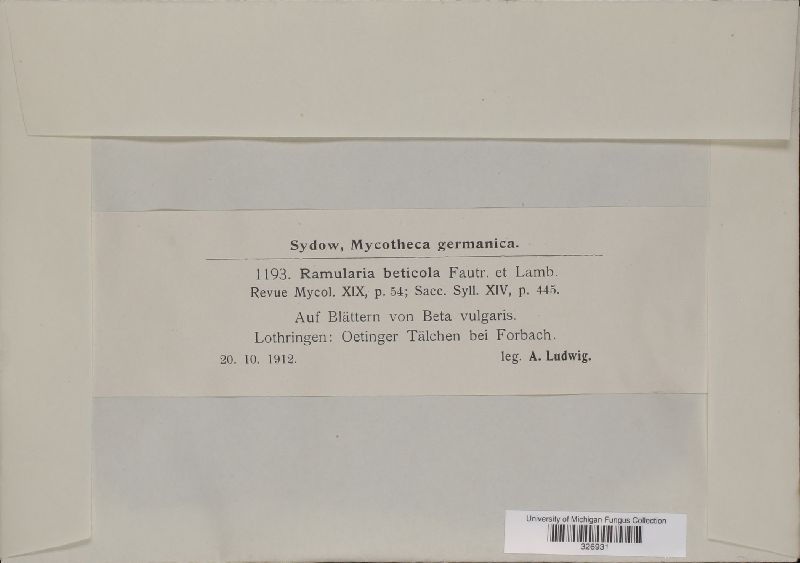 Sydow, Mycotheca germanica.
1193. Ramularia beticola Fautr. et Lamb.
Revue Mycol. XIX, p. 54; Sacc. Syll. XIV, p. 445.
Auf Blättern von Beta vulgaris.
Lothringen: Oetinger Tälchen bei Forbach.
20. 10. 1912. leg. A. Ludwig.
University of Michigan Fungus Collection
326931